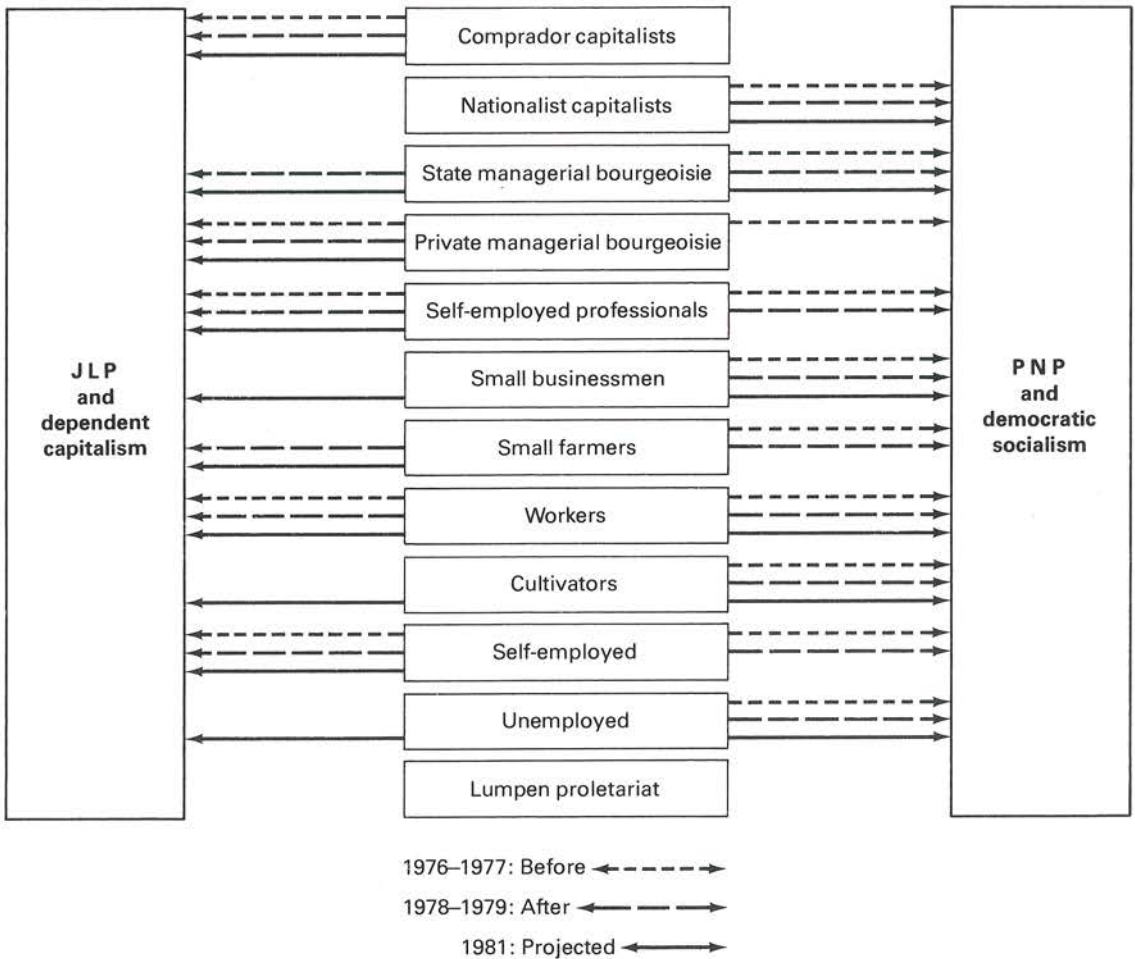 Comprador capitalists
Nationalist capitalists
State managerial bourgeoisie
Private managerial bourgeoisie
Self-employed professionals
Small businessmen
Small farmers
Workers
Cultivators
Self-employed
Unemployed
Lumpen proletariat
JLP
and
dependent
capitalism
PNP
and
democratic
socialism
1976–1977: Before
1978–1979: After
1981: Projected